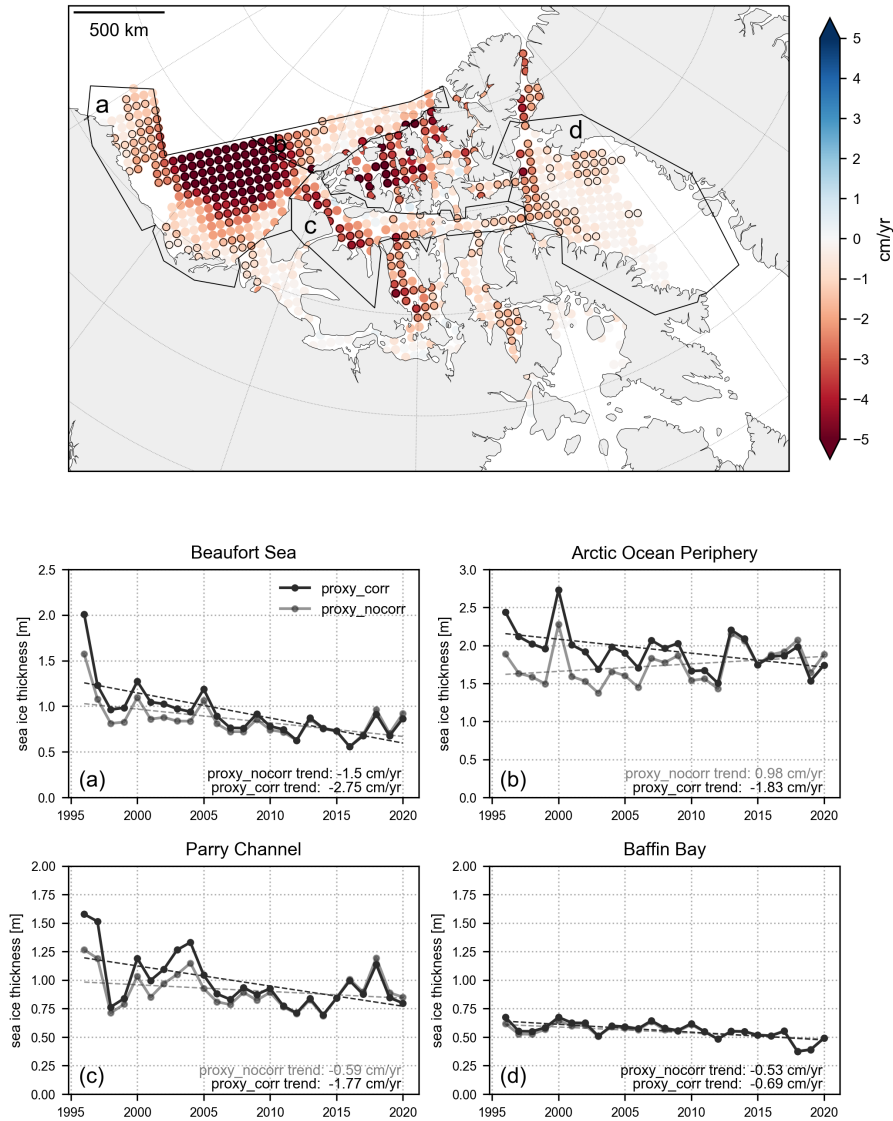 500 km
a
b
c
d
5
4
3
2
1
0
−1
−2
−3
−4
−5
cm/yr
Beaufort Sea
sea ice thickness [m]
2.5
2.0
1.5
1.0
0.5
0.0
proxy_corr
proxy_nocorr
(a)
proxy_nocorr trend: -1.5 cm/yr
proxy_corr trend: -2.75 cm/yr
1995 2000 2005 2010 2015 2020
Arctic Ocean Periphery
sea ice thickness [m]
3.0
2.5
2.0
1.5
1.0
0.5
0.0
(b)
proxy_nocorr trend: 0.98 cm/yr
proxy_corr trend: -1.83 cm/yr
1995 2000 2005 2010 2015 2020
Parry Channel
sea ice thickness [m]
2.00
1.75
1.50
1.25
1.00
0.75
0.50
0.25
0.00
(c)
proxy_nocorr trend: -0.59 cm/yr
proxy_corr trend: -1.77 cm/yr
1995 2000 2005 2010 2015 2020
Baffin Bay
sea ice thickness [m]
2.00
1.75
1.50
1.25
1.00
0.75
0.50
0.25
0.00
(d)
proxy_nocorr trend: -0.53 cm/yr
proxy_corr trend: -0.69 cm/yr
1995 2000 2005 2010 2015 2020